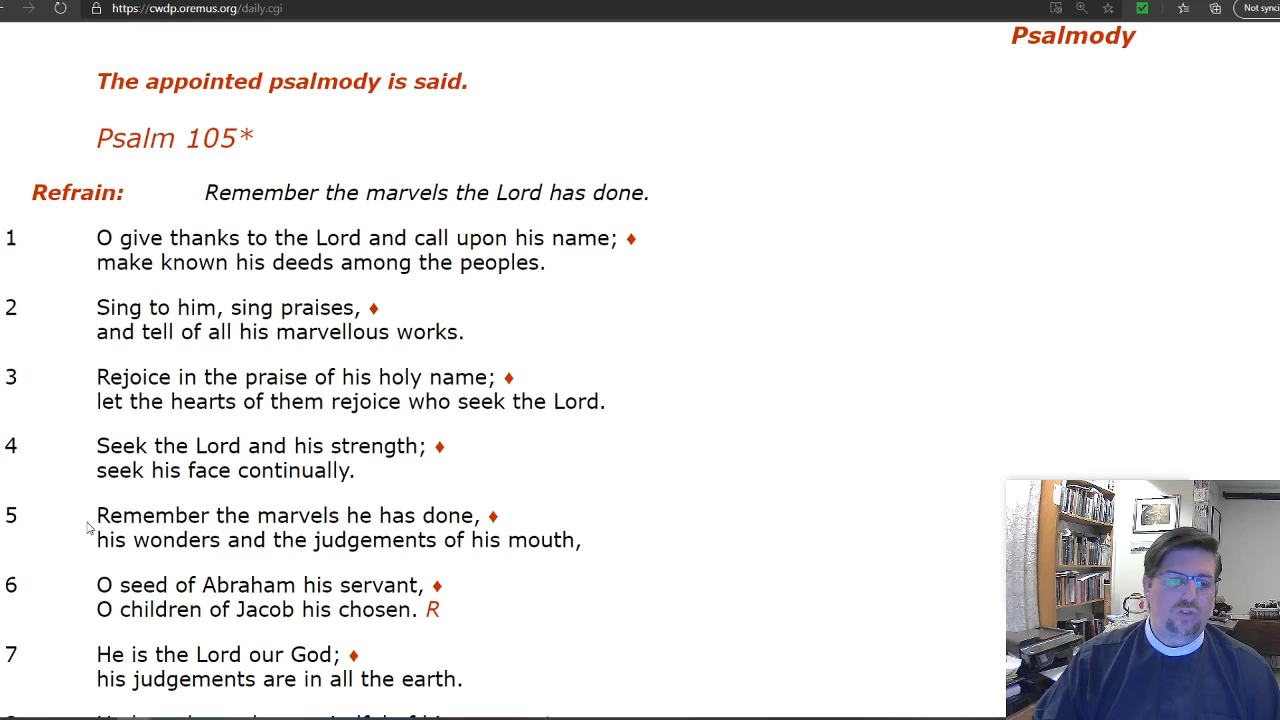 https://cwdp.oremus.org/daily.cgi
Not sync
Psalmody
The appointed psalmody is said.
Psalm 105*
Refrain: Remember the marvels the Lord has done.
1 O give thanks to the Lord and call upon his name; ♦
make known his deeds among the peoples.
2 Sing to him, sing praises, ♦
and tell of all his marvellous works.
3 Rejoice in the praise of his holy name; ♦
let the hearts of them rejoice who seek the Lord.
4 Seek the Lord and his strength; ♦
seek his face continually.
5 Remember the marvels he has done, ♦
his wonders and the judgements of his mouth,
6 O seed of Abraham his servant, ♦
O children of Jacob his chosen. R
7 He is the Lord our God; ♦
his judgements are in all the earth.